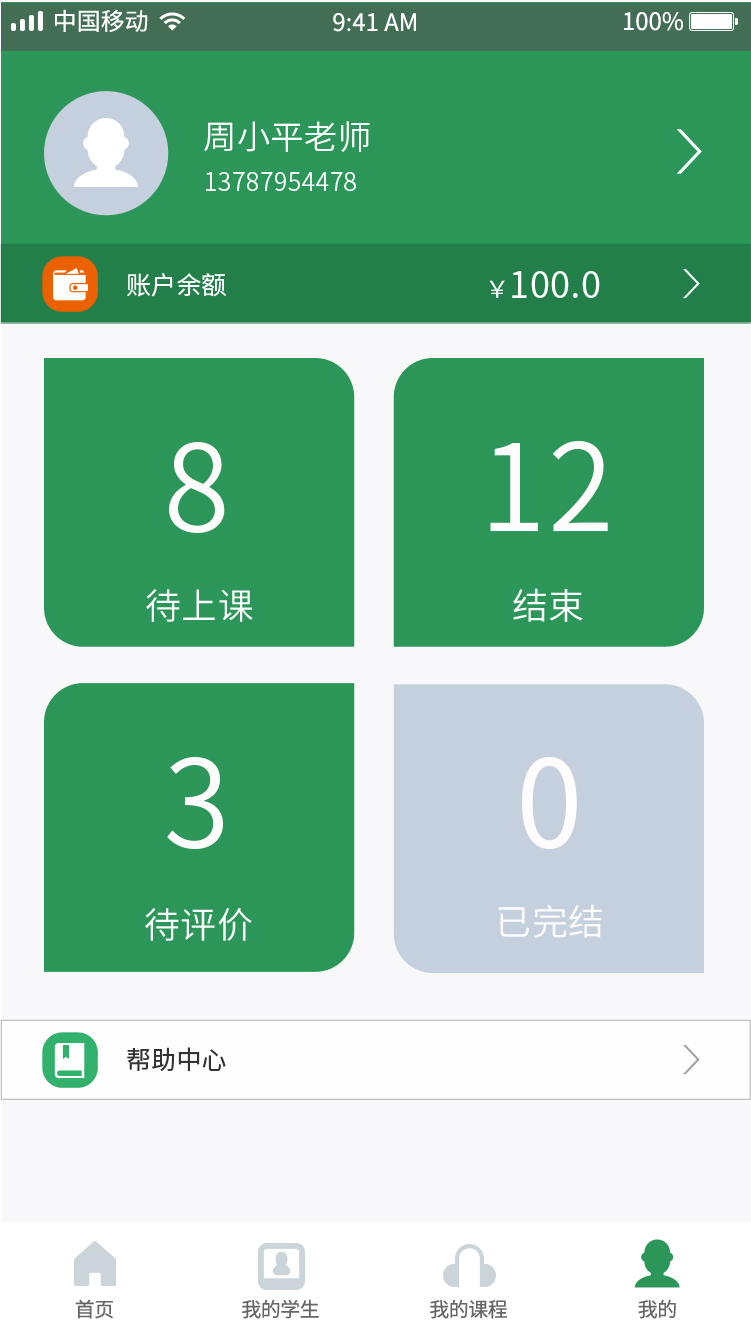 中国移动 9:41 AM 100%
周小平老师
13787954478
账户余额 ¥100.0
8 12
待上课 结束
3 0
待评价 已完结
帮助中心
首页 我的学生 我的课程 我的